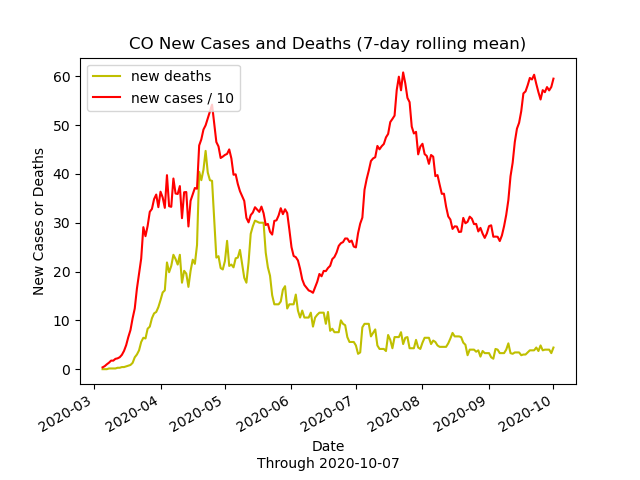 CO New Cases and Deaths (7-day rolling mean)
new deaths
new cases / 10
60
50
40
30
20
10
0
New Cases or Deaths
2020-03
2020-04
2020-05
2020-06
2020-07
2020-08
2020-09
2020-10
Date
Through 2020-10-07